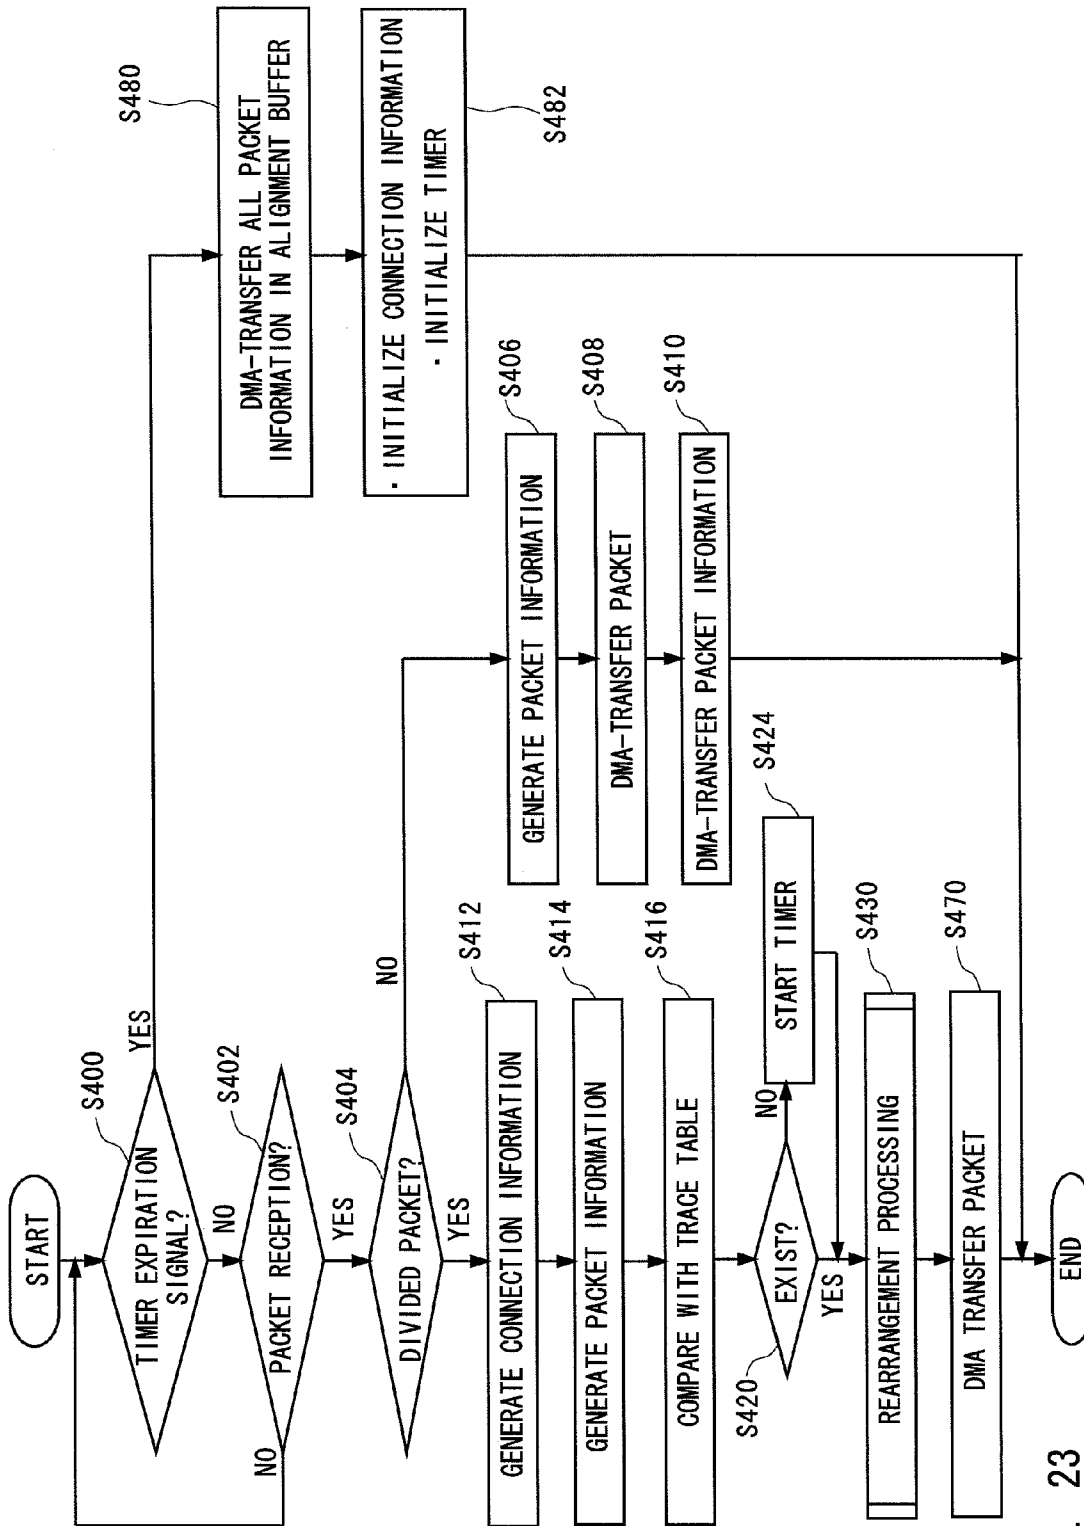 START
TIMER EXPIRATION
SIGNAL?
S400
YES
NO
PACKET RECEPTION?
S402
NO
YES
DIVIDED PACKET?
S404
NO
YES
GENERATE CONNECTION INFORMATION
S412
GENERATE PACKET INFORMATION
S414
COMPARE WITH TRACE TABLE
S416
EXIST?
S420
NO
YES
START TIMER
S424
REARRANGEMENT PROCESSING
S430
DMA TRANSFER PACKET
S470
END
GENERATE PACKET INFORMATION
S406
DMA-TRANSFER PACKET
S408
DMA-TRANSFER PACKET INFORMATION
S410
DMA-TRANSFER ALL PACKET
INFORMATION IN ALIGNMENT BUFFER
S480
· INITIALIZE CONNECTION INFORMATION
· INITIALIZE TIMER
S482
23